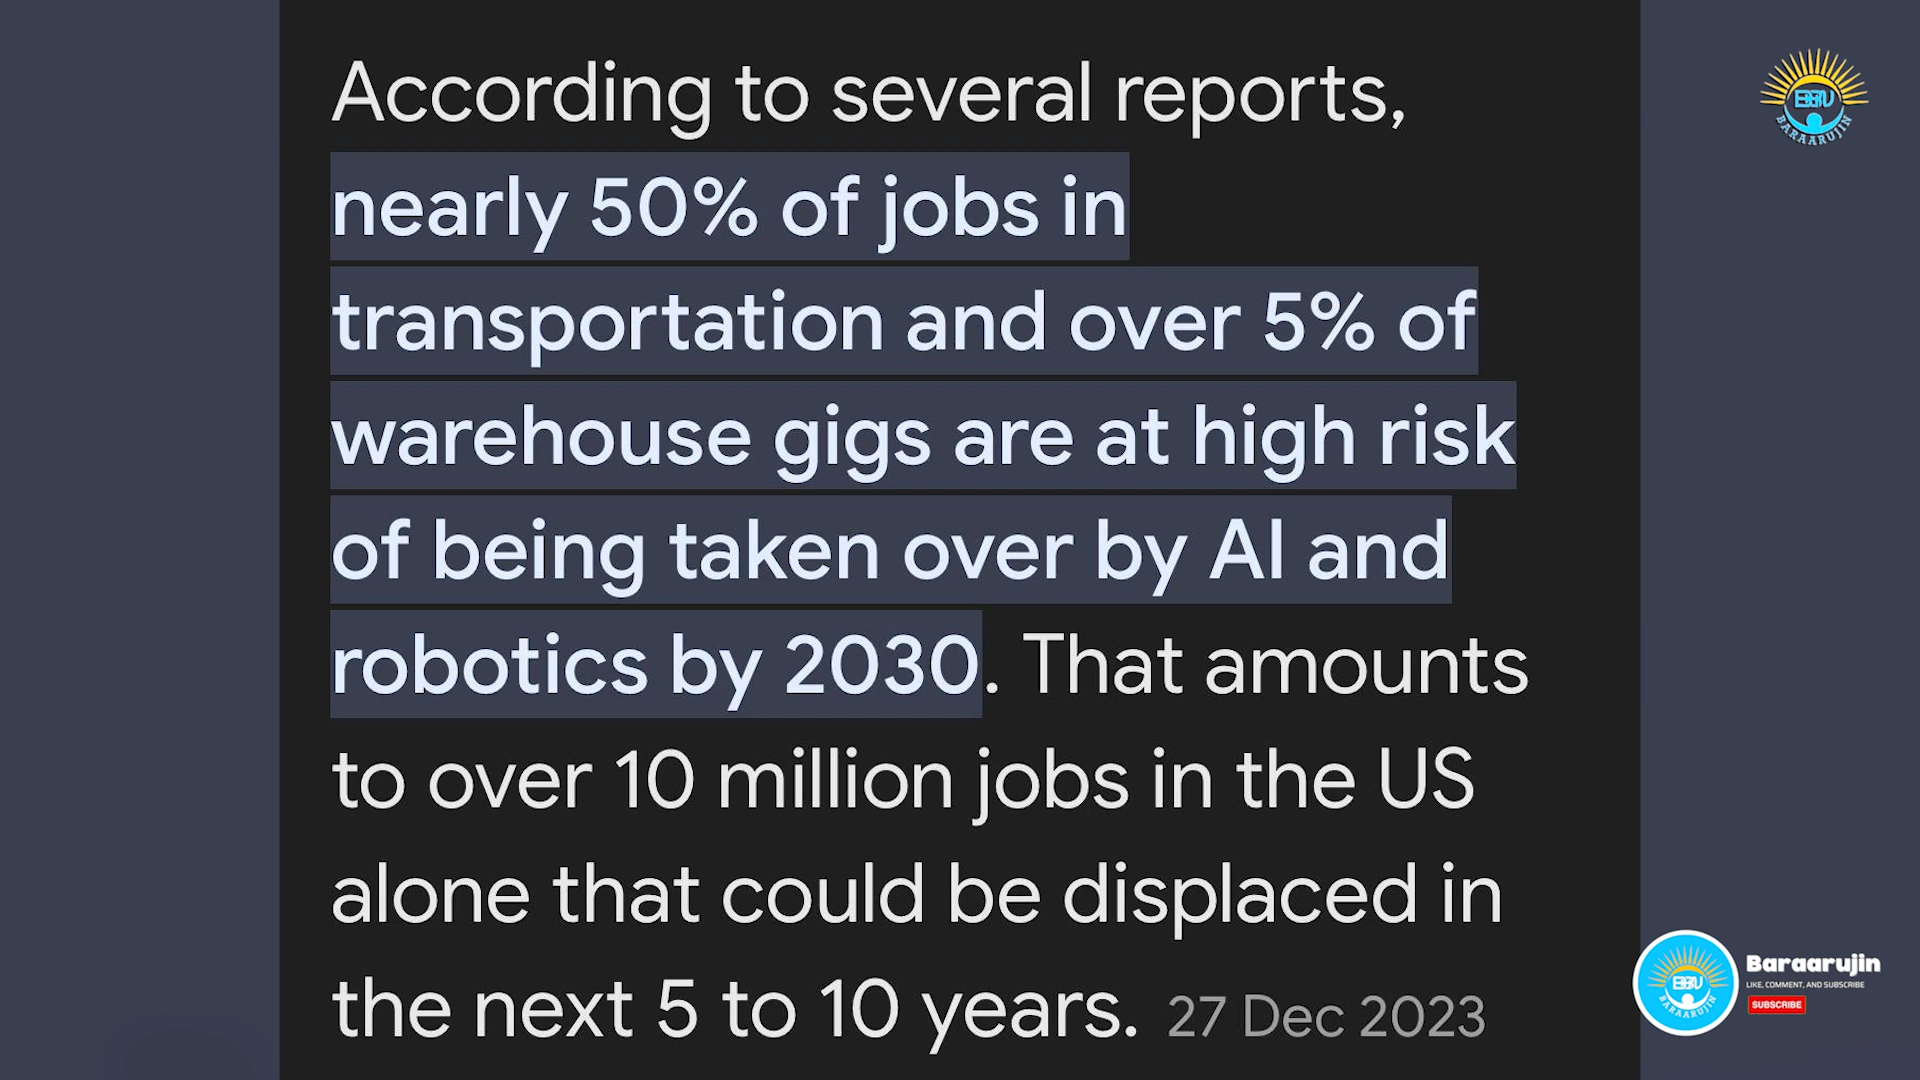 According to several reports,
nearly 50% of jobs in
transportation and over 5% of
warehouse gigs are at high risk
of being taken over by AI and
robotics by 2030. That amounts
to over 10 million jobs in the US
alone that could be displaced in
the next 5 to 10 years. 27 Dec 2023
BARAARUJIN
Baraarujin
LIKE, COMMENT, AND SUBSCRIBE
SUBSCRIBE
BARAARUJIN